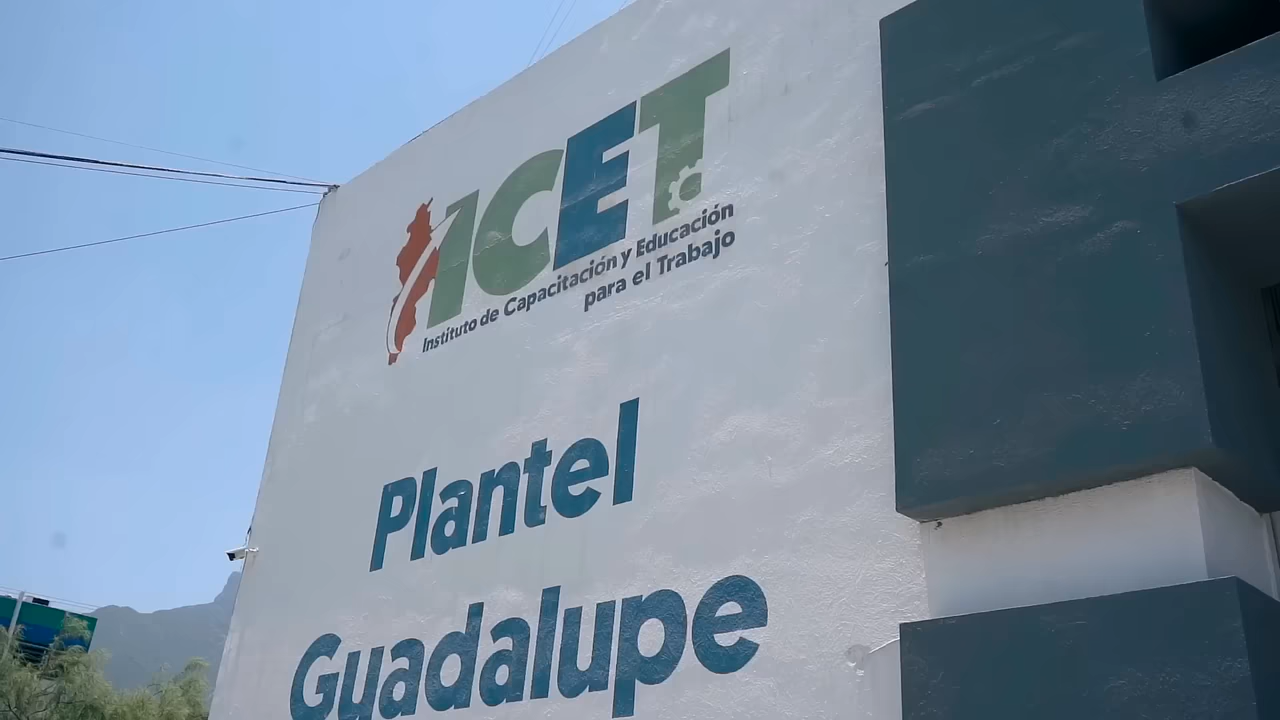 ICET
Instituto de Capacitación y Educación
para el Trabajo
Plantel
Guadalupe